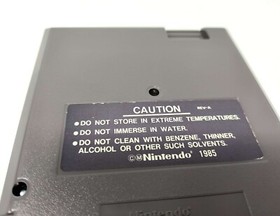 CAUTION REV-A
•DO NOT STORE IN EXTREME TEMPERATURES.
•DO NOT IMMERSE IN WATER.
•DO NOT CLEAN WITH BENZENE, THINNER,
ALCOHOL OR OTHER SUCH SOLVENTS.
©Nintendo 1985